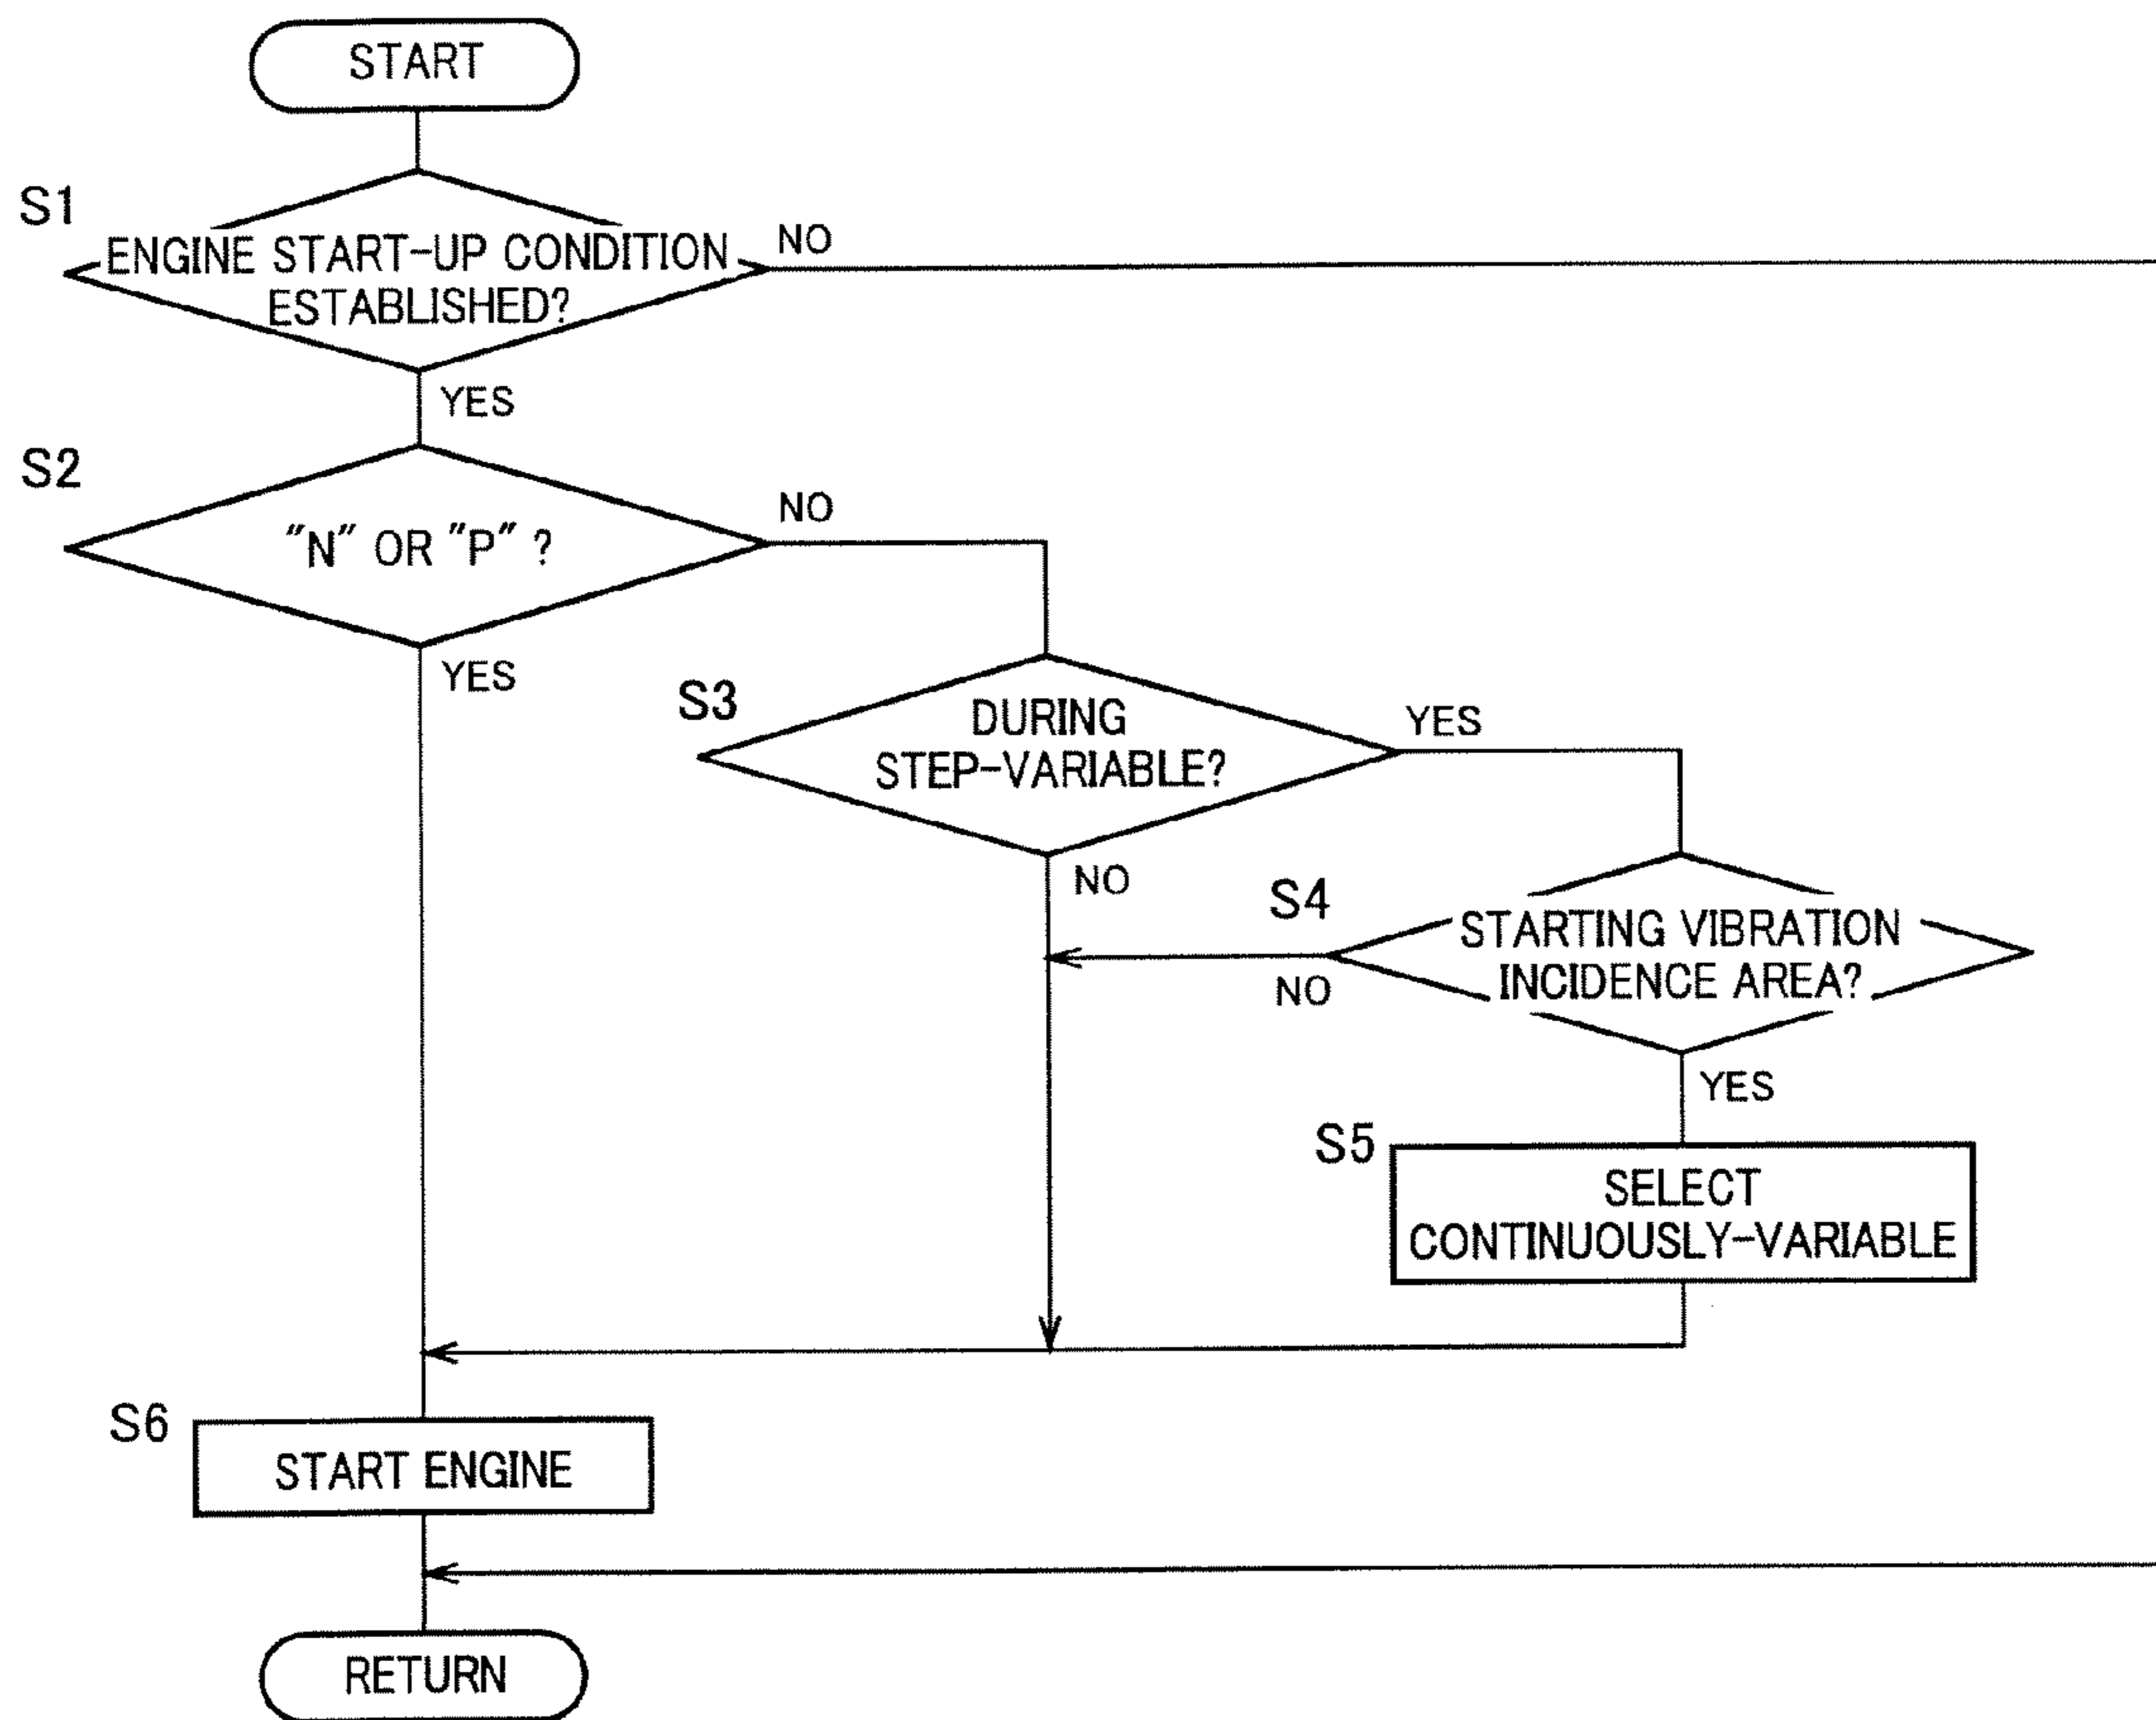 START
S1
ENGINE START-UP CONDITION
ESTABLISHED?
NO
YES
S2
"N" OR "P" ?
NO
YES
S3
DURING
STEP-VARIABLE?
YES
NO
S4
STARTING VIBRATION
INCIDENCE AREA?
NO
YES
S5
SELECT
CONTINUOUSLY-VARIABLE
S6
START ENGINE
RETURN